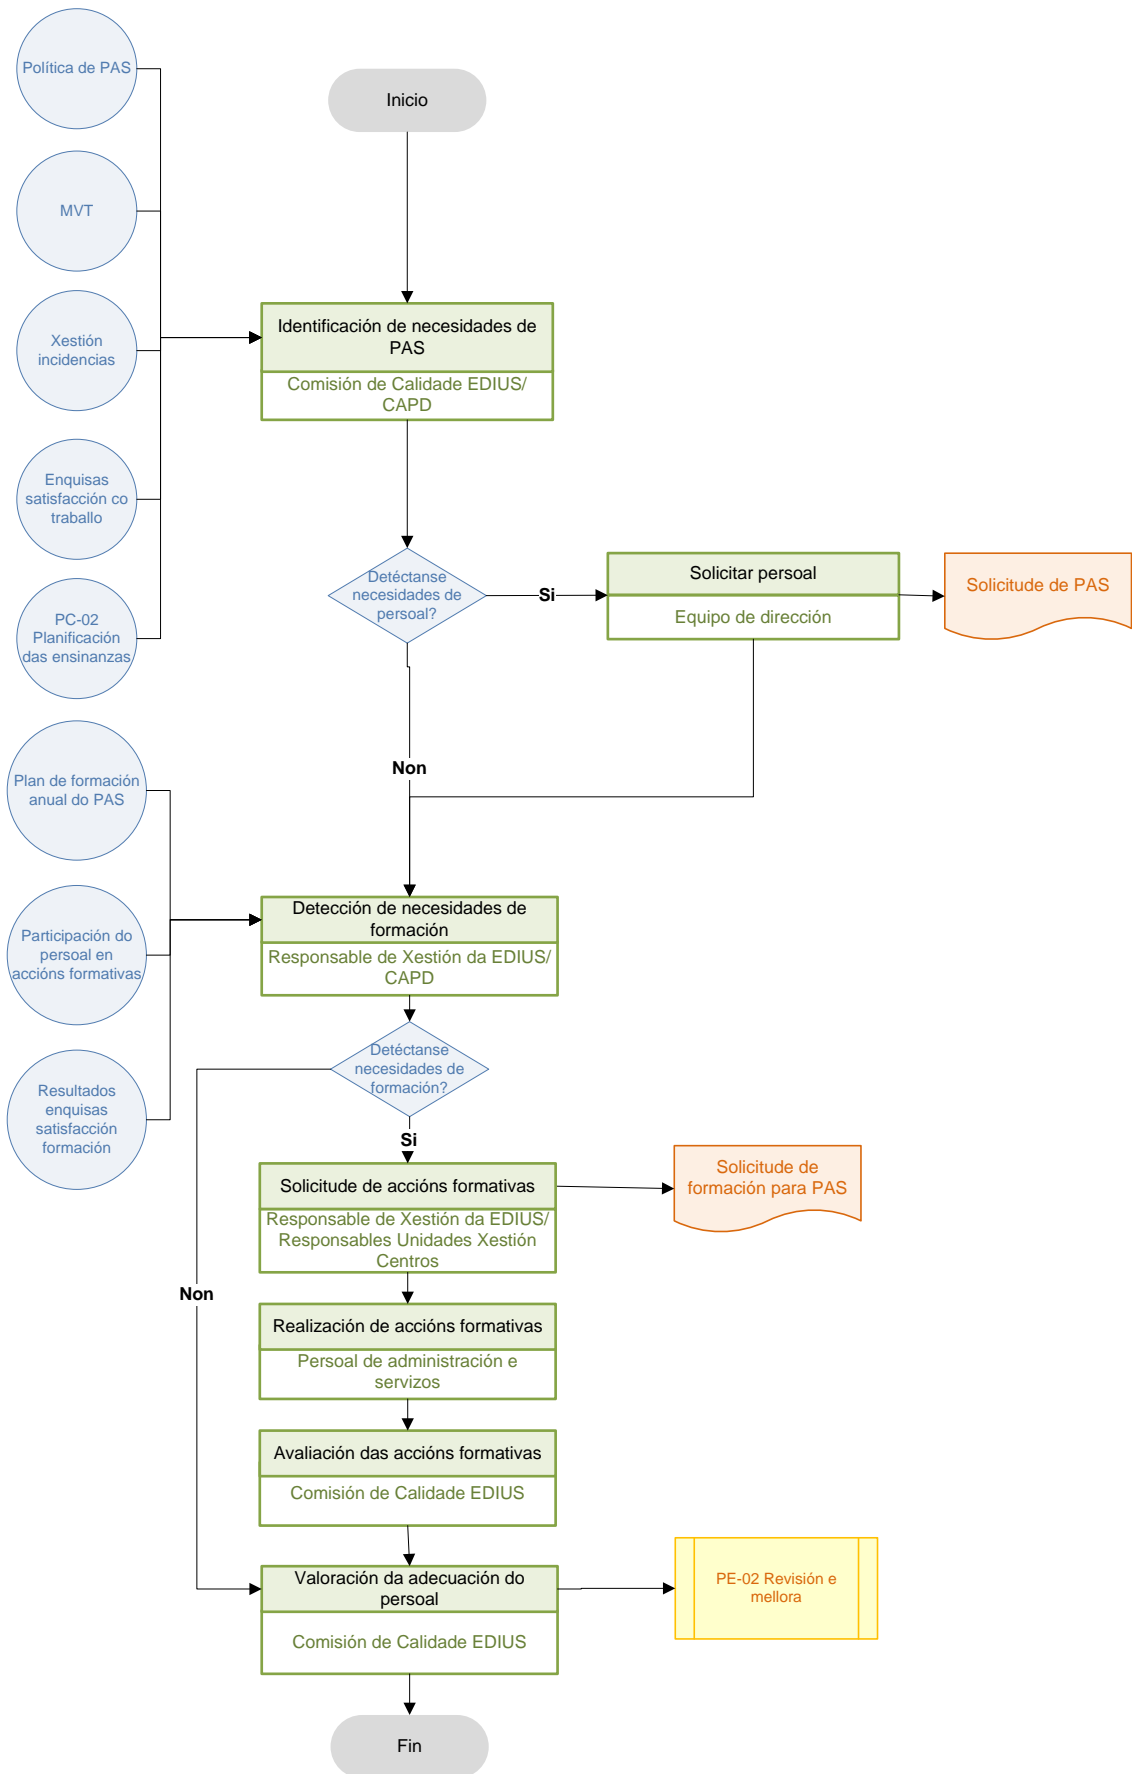 Política de PAS
Inicio
MVT
Xestión
incidencias
Identificación de necesidades de
PAS
Comisión de Calidade EDIUS/
CAPD
Enquisas
satisfacción co
traballo
Detéctanse
necesidades de
persoal?
Si
Solicitar persoal
Equipo de dirección
Solicitude de PAS
PC-02
Planificación
das ensinanzas
Non
Plan de formación
anual do PAS
Participación do
persoal en
accións formativas
Detección de necesidades de
formación
Responsable de Xestión da EDIUS/
CAPD
Resultados
enquisas
satisfacción
formación
Detéctanse
necesidades de
formación?
Si
Solicitude de accións formativas
Responsable de Xestión da EDIUS/
Responsables Unidades Xestión
Centros
Solicitude de
formación para PAS
Non
Realización de accións formativas
Persoal de administración e
servizos
Avaliación das accións formativas
Comisión de Calidade EDIUS
Valoración da adecuación do
persoal
Comisión de Calidade EDIUS
PE-02 Revisión e
mellora
Fin